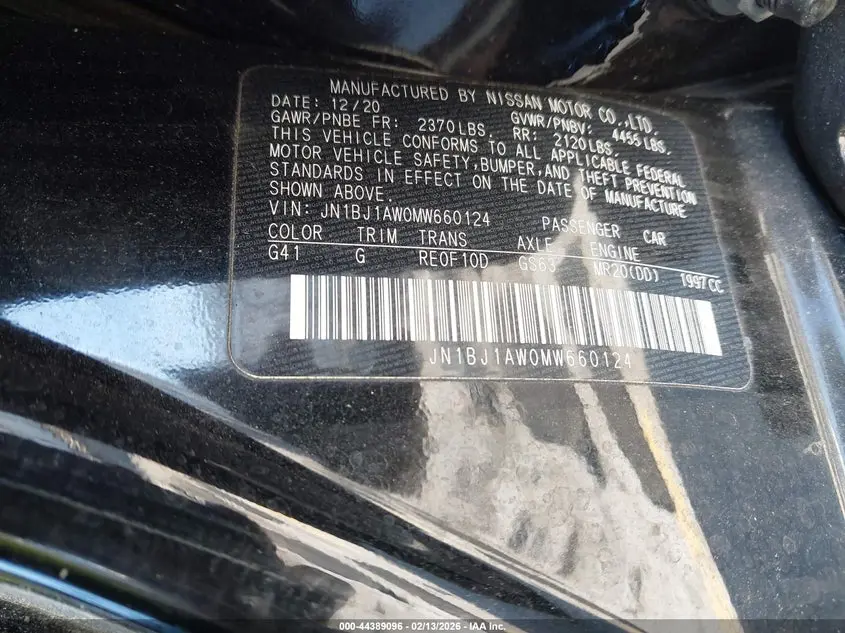 MANUFACTURED BY NISSAN MOTOR CO.,LTD.
DATE: 12/20 GVWR/PNBV: 4455 LBS.
GAWR/PNBE FR: 2370LBS. RR: 2120LBS.
THIS VEHICLE CONFORMS TO ALL APPLICABLE FEDERAL
MOTOR VEHICLE SAFETY,BUMPER,AND THEFT PREVENTION
STANDARDS IN EFFECT ON THE DATE OF MANUFACTURE
SHOWN ABOVE.
VIN: JN1BJ1AW0MW660124 PASSENGER CAR
COLOR TRIM TRANS AXLE ENGINE
G41 G RE0F10D GS63 MR20(DD) 1997CC
JN1BJ1AW0MW660124
000-44389096 - 02/13/2026 - IAA Inc.